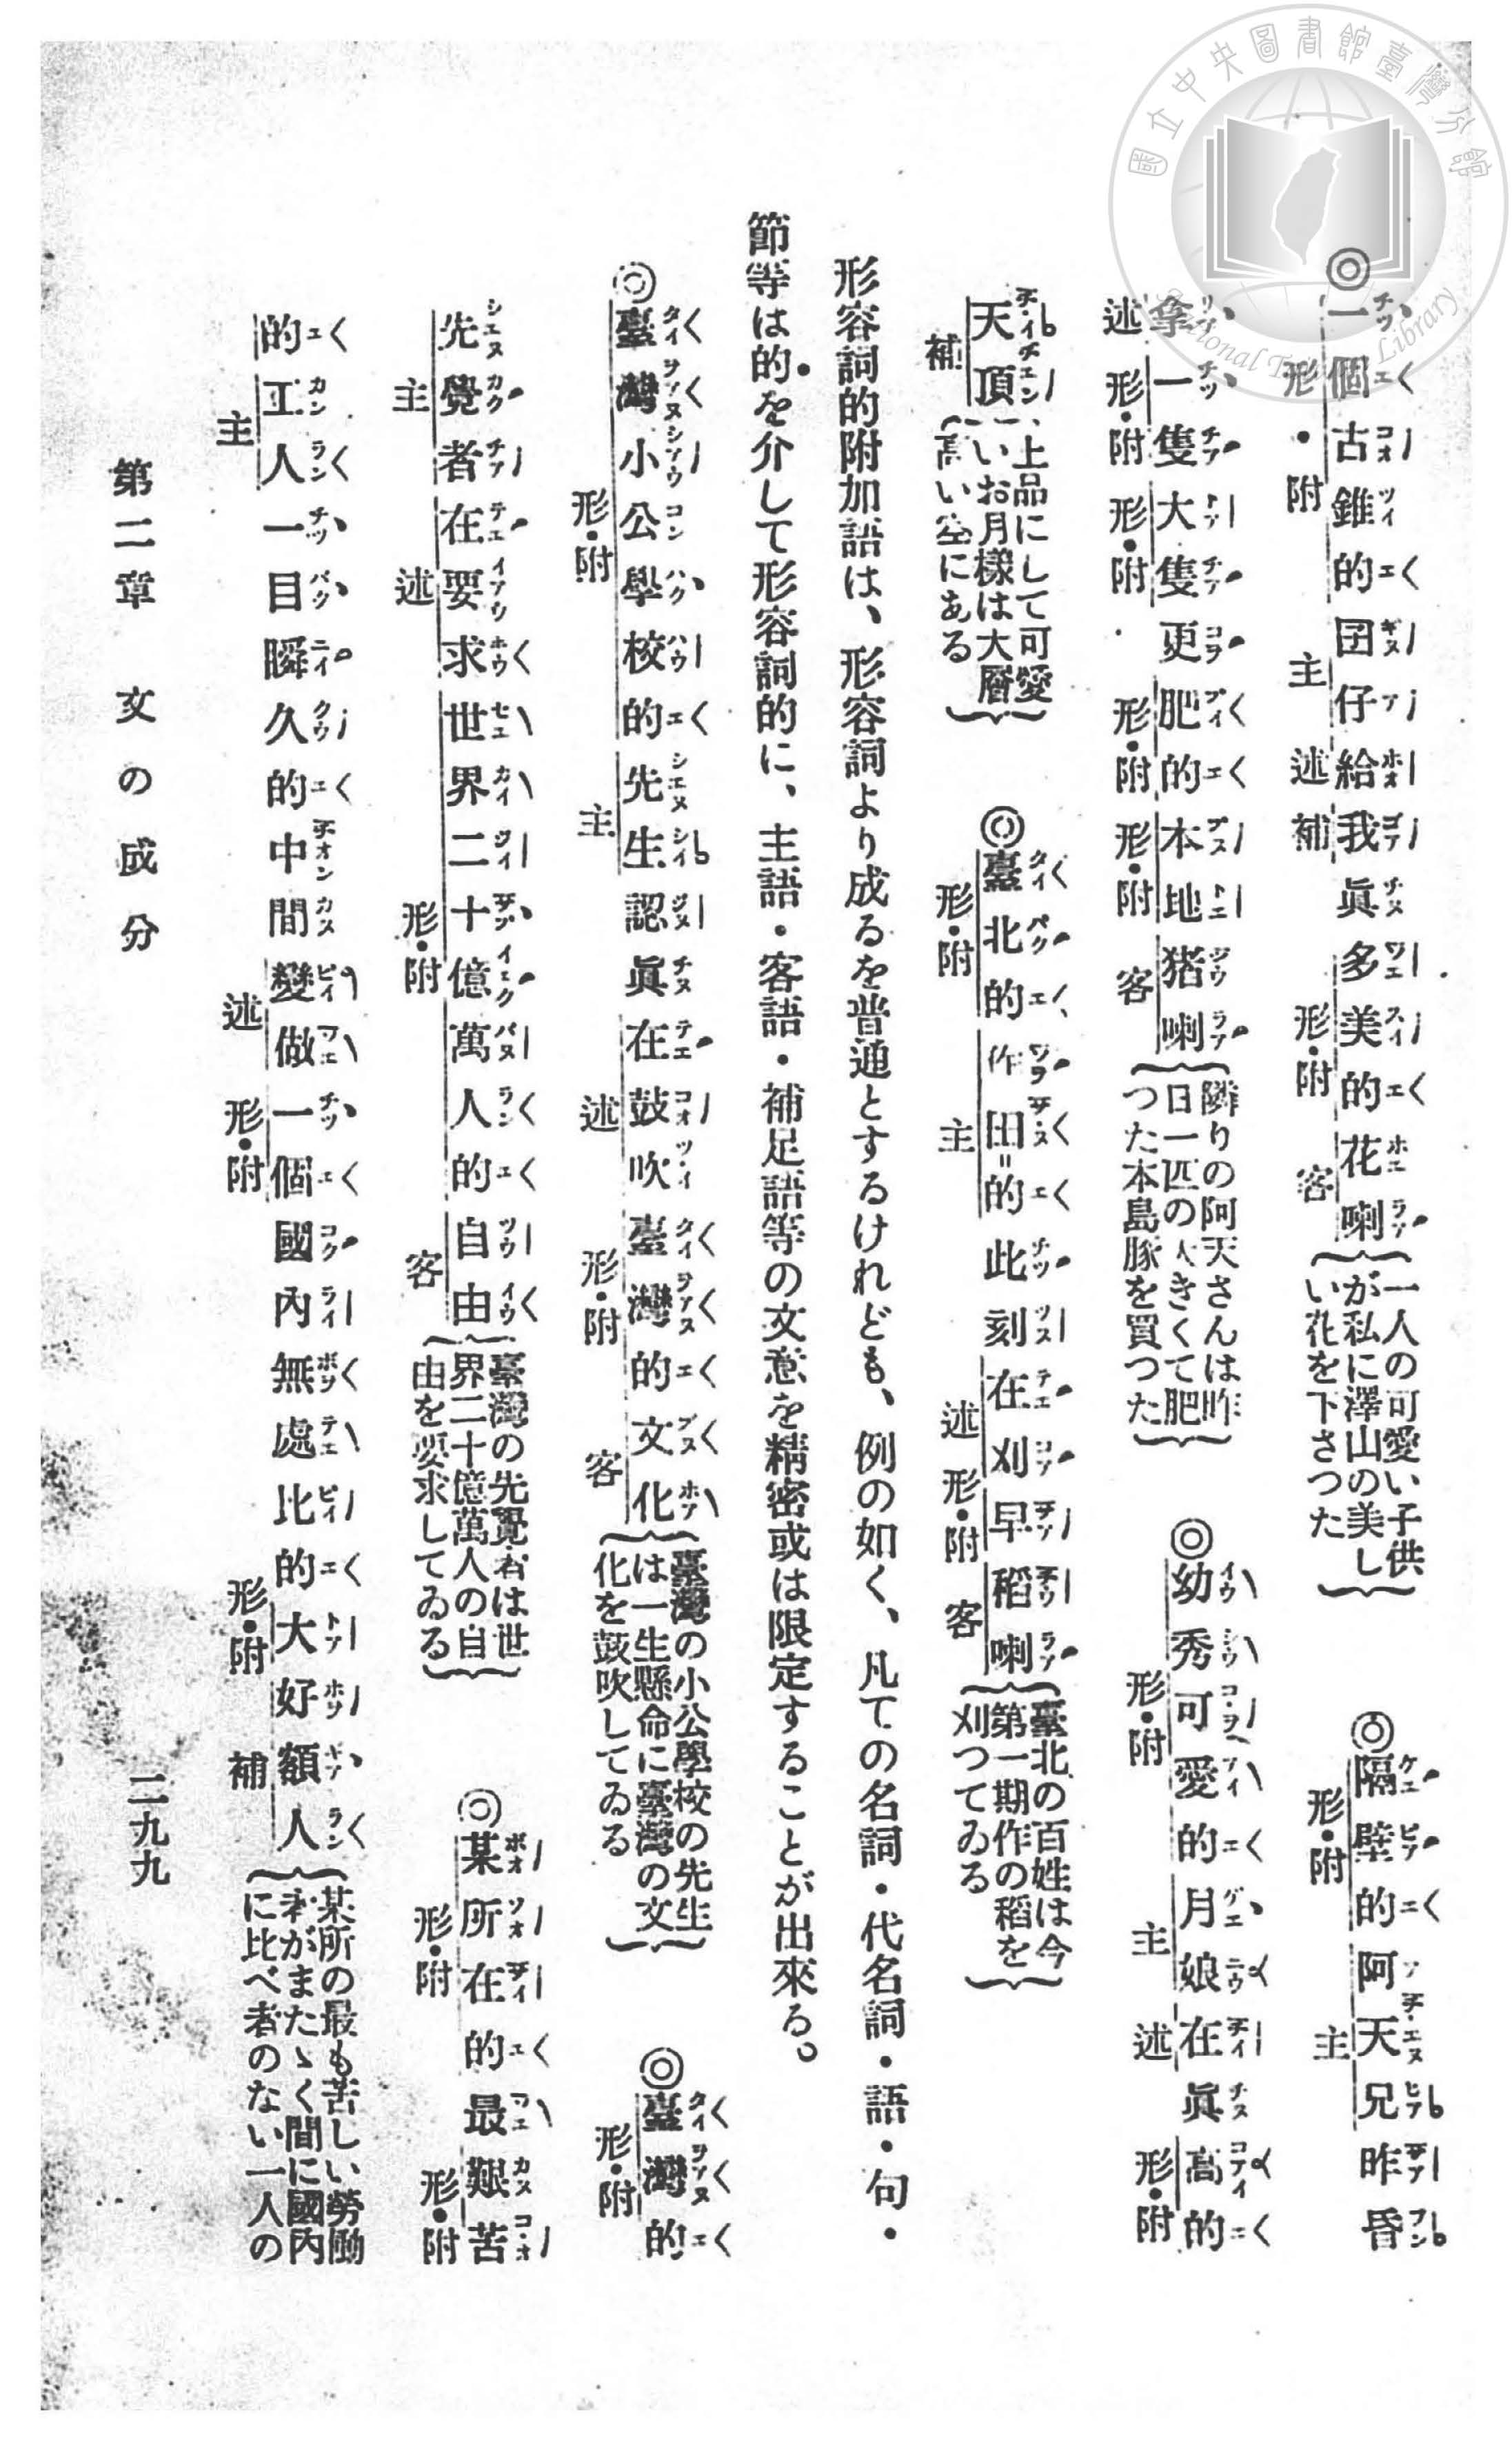 ◎一個古錐的囝仔給我眞多美的花喇{一人の可愛い子供が私に澤山の美しい花を下さつた} ◎隔壁的阿天兄昨昏
形・附 主 述 補 形・附 客 形・附 主
拿一隻大隻更肥的本地猪喇{隣りの阿天さんは昨日一匹の大きくて肥つた本島豚を買つた} ◎幼秀可愛的月娘在眞高的
述 形・附 形・附 形・附 形・附 客 形・附 主 述 形・附
天頂{上品にして可愛いお月樣は大層高い空にある} ◎臺北的作田的此刻在刈早稻喇{臺北の百姓は今第一期作の稻を刈つてゐる}
補 形・附 主 述 形・附 客
形容詞的附加語は、形容詞より成るを普通とするけれども、例の如く、凡ての名詞・代名詞・語・句・
節等は的を介して形容詞的に、主語・客語・補足語等の文意を精密或は限定することが出來る。
◎臺灣小公學校的先生認眞在鼓吹臺灣的文化{臺灣の小公學校の先生は一生懸命に臺灣の文化を鼓吹してゐる} ◎臺灣的
形・附 主 述 形・附 客 形・附
先覺者在要求世界二十億萬人的自由{臺灣の先覺者は世界二十億萬人の自由を要求してゐる} ◎某所在的最艱苦
主 述 形・附 客 形・附 形・附
的工人一目瞬久的中間變做一個國內無處比的大好額人{某所の最も苦しい勞働者がまたゝく間に國內に比べ者のない一人の
主 述 形・附 形・附 補
第二章 文の成分 二九九
國立中央圖書館臺灣分館
National Taiwan Library